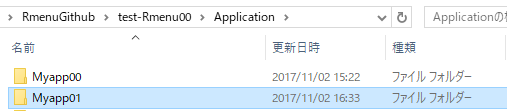 RmenuGithub > test-Rmenu00 > Application Applicationの検
名前 更新日時 種類
Myapp00 2017/11/02 15:22 ファイル フォルダー
Myapp01 2017/11/02 16:33 ファイル フォルダー